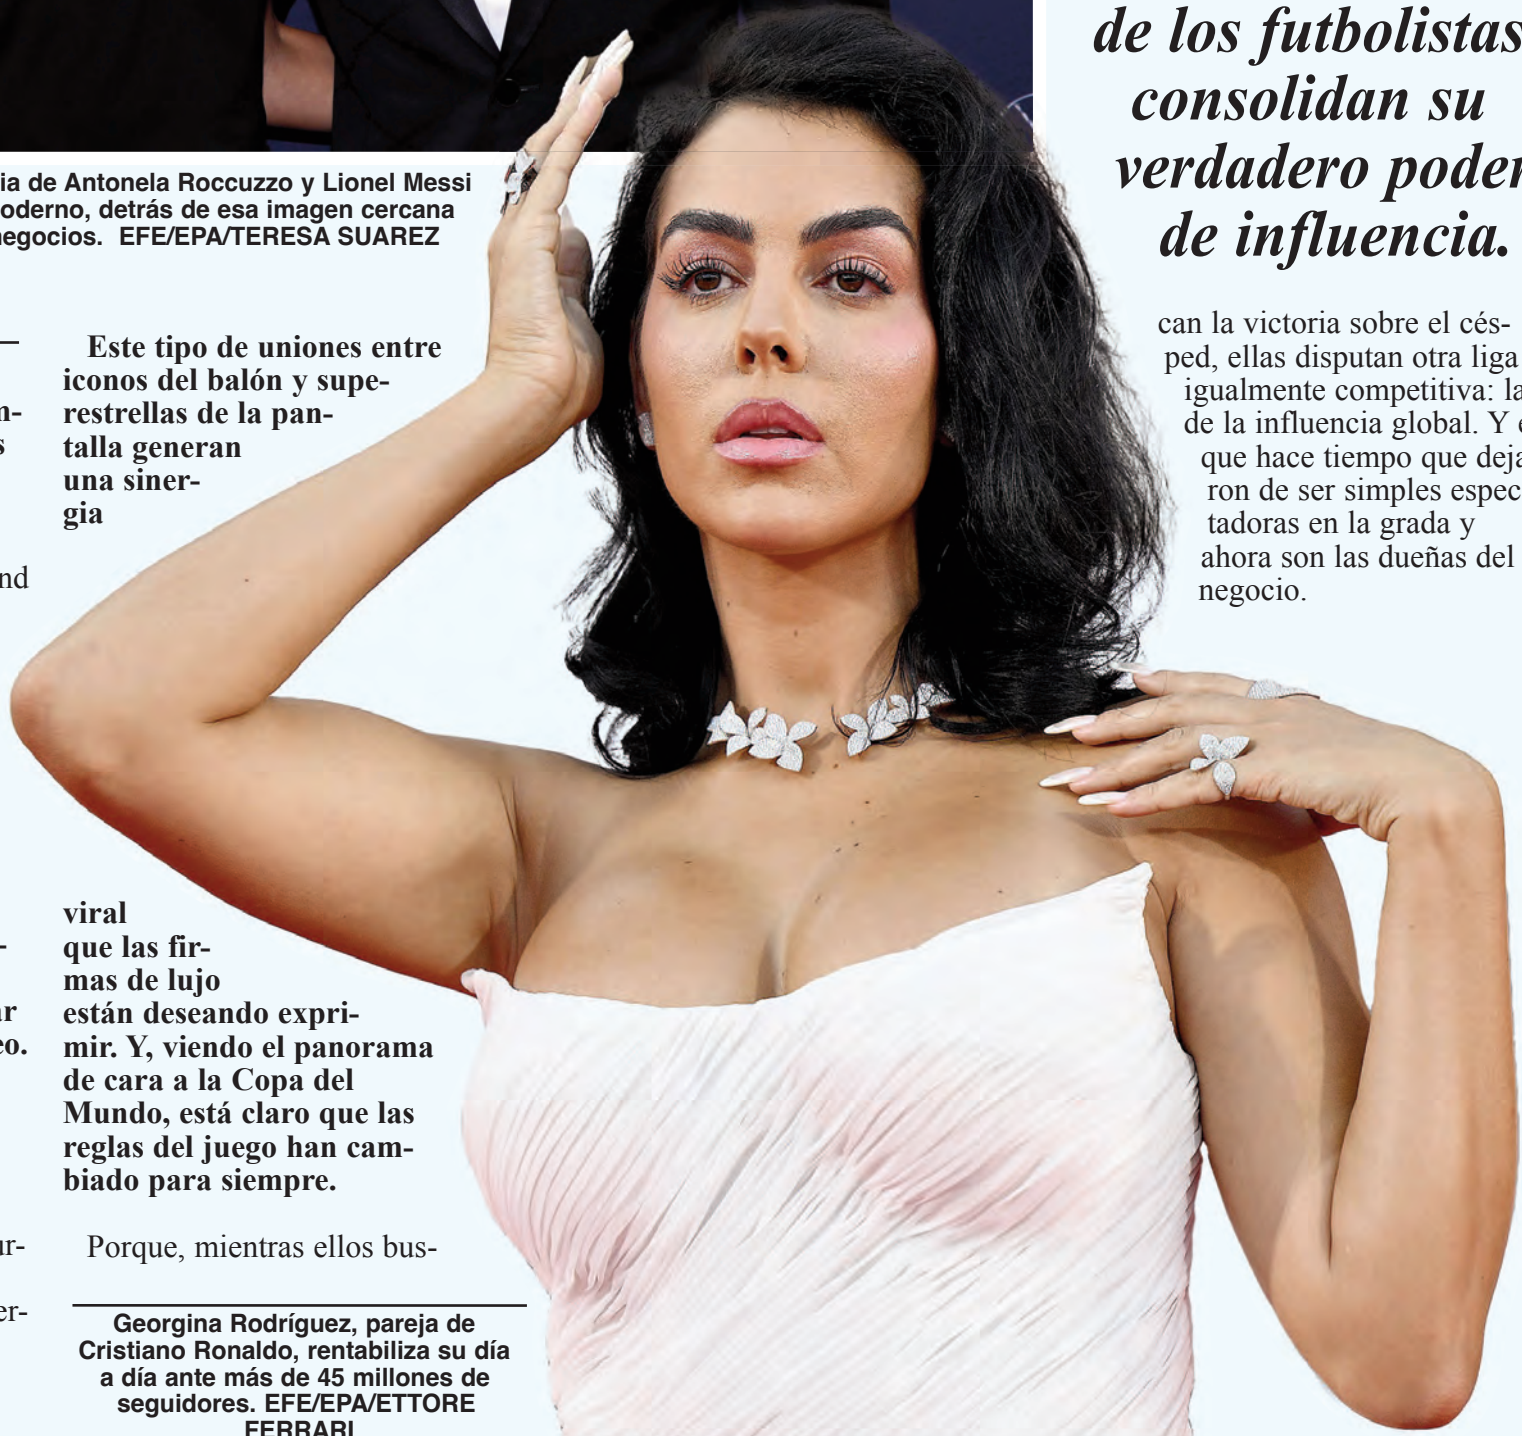 ia de Antonela Roccuzzo y Lionel Messi
oderno, detrás de esa imagen cercana
negocios. EFE/EPA/TERESA SUAREZ
n-
s
nd
-
ar
eo.
ur-
er-
Este tipo de uniones entre
iconos del balón y supe-
restrellas de la pan-
talla generan
una siner-
gia
viral
que las fir-
mas de lujo
están deseando expri-
mir. Y, viendo el panorama
de cara a la Copa del
Mundo, está claro que las
reglas del juego han cam-
biado para siempre.
Porque, mientras ellos bus-
Georgina Rodríguez, pareja de
Cristiano Ronaldo, rentabiliza su día
a día ante más de 45 millones de
seguidores. EFE/EPA/ETTORE
FERRARI
de los futbolistas
consolidan su
verdadero poder
de influencia.
can la victoria sobre el cés-
ped, ellas disputan otra liga
igualmente competitiva: la
de la influencia global. Y e
que hace tiempo que deja
ron de ser simples espec
tadoras en la grada y
ahora son las dueñas del
negocio.